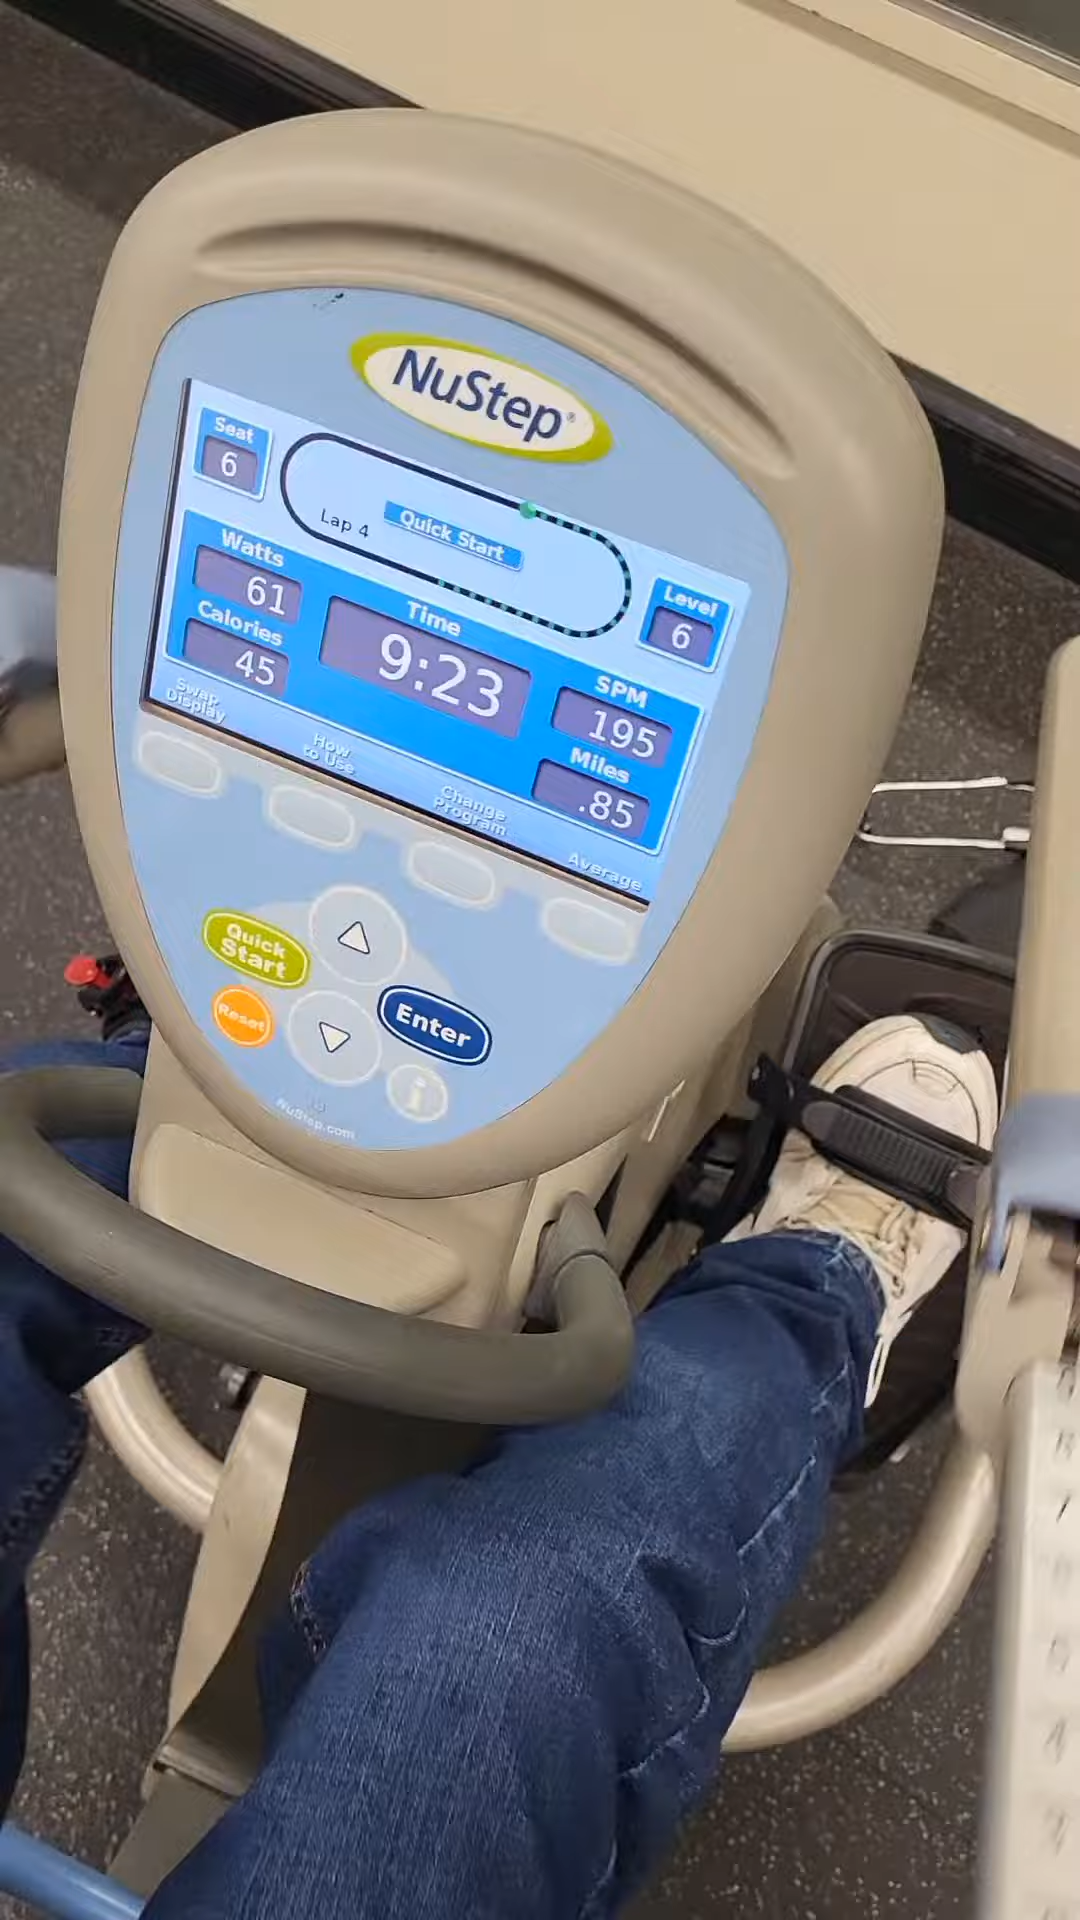 NuStep®
Seat
6
Lap 4
Quick Start
Level
6
Watts
61
Calories
45
Time
9:23
SPM
195
Miles
.85
Swap
Display
How
to Use
Change
Program
Average
Quick
Start
Reset
Enter
i
NuStep.com